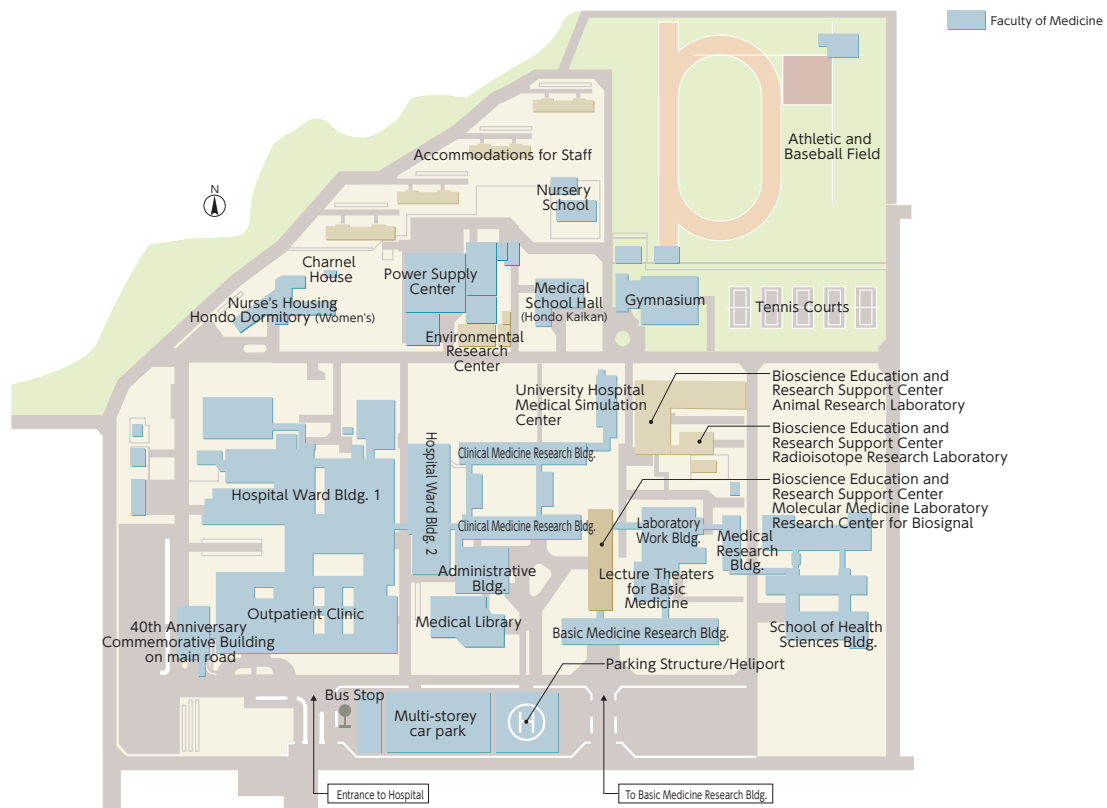 Faculty of Medicine
Athletic and
Baseball Field
Accommodations for Staff
Nursery
School
N
Charnel
House
Power Supply
Center
Medical
School Hall
(Hondo Kaikan)
Gymnasium
Tennis Courts
Nurse's Housing
Hondo Dormitory (Women's)
Environmental
Research
Center
University Hospital
Medical Simulation
Center
Bioscience Education and
Research Support Center
Animal Research Laboratory
Bioscience Education and
Research Support Center
Radioisotope Research Laboratory
Bioscience Education and
Research Support Center
Molecular Medicine Laboratory
Research Center for Biosignal
Hospital Ward Bldg. 1
Hospital Ward Bldg. 2
Clinical Medicine Research Bldg.
Clinical Medicine Research Bldg.
Laboratory
Work Bldg.
Medical
Research
Bldg.
Administrative
Bldg.
Lecture Theaters
for Basic
Medicine
Outpatient Clinic
Medical Library
40th Anniversary
Commemorative Building
on main road
Basic Medicine Research Bldg.
School of Health
Sciences Bldg.
Parking Structure/Heliport
Bus Stop
Multi-storey
car park
H
Entrance to Hospital
To Basic Medicine Research Bldg.